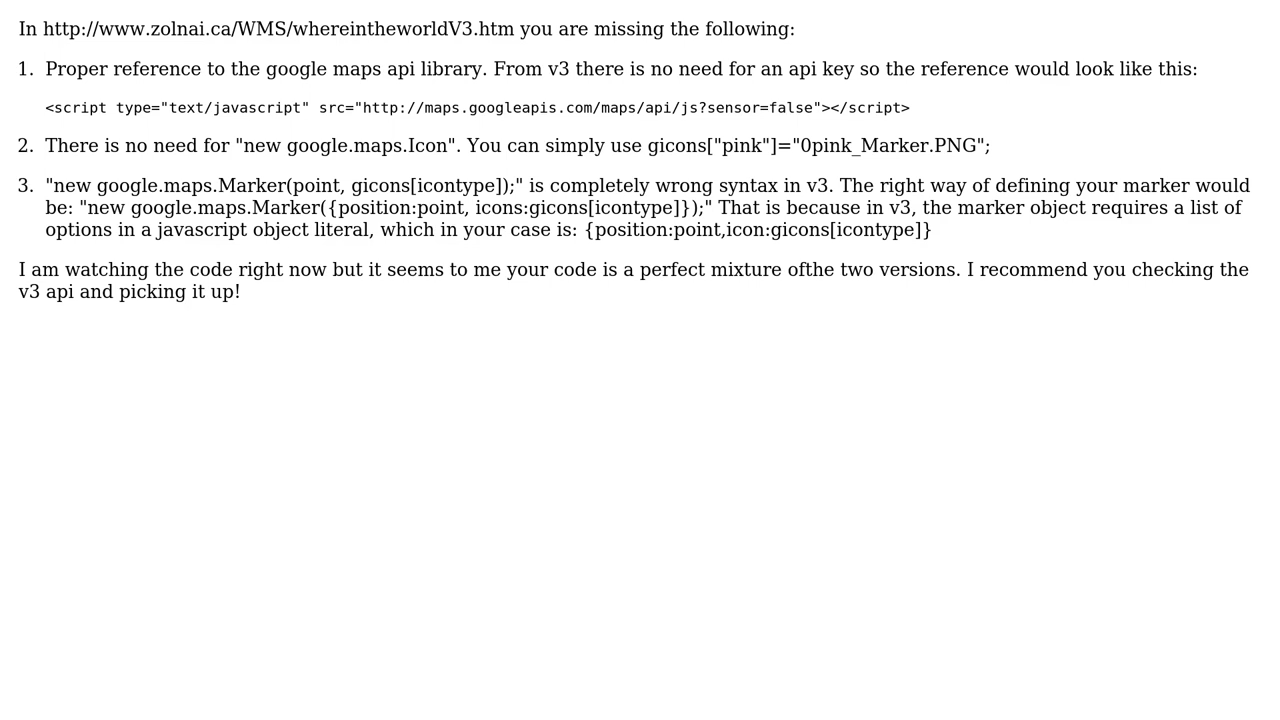 In http://www.zolnai.ca/WMS/whereintheworldV3.htm you are missing the following:
1. Proper reference to the google maps api library. From v3 there is no need for an api key so the reference would look like this:
<script type="text/javascript" src="http://maps.googleapis.com/maps/api/js?sensor=false"></script>
2. There is no need for "new google.maps.Icon". You can simply use gicons["pink"]="0pink_Marker.PNG";
3. "new google.maps.Marker(point, gicons[icontype]);" is completely wrong syntax in v3. The right way of defining your marker would
be: "new google.maps.Marker({position:point, icons:gicons[icontype]});" That is because in v3, the marker object requires a list of
options in a javascript object literal, which in your case is: {position:point,icon:gicons[icontype]}
I am watching the code right now but it seems to me your code is a perfect mixture ofthe two versions. I recommend you checking the
v3 api and picking it up!